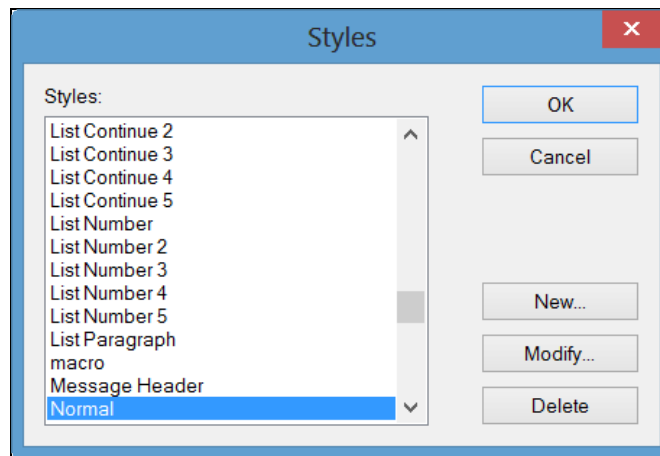 Styles
Styles:
List Continue 2
List Continue 3
List Continue 4
List Continue 5
List Number
List Number 2
List Number 3
List Number 4
List Number 5
List Paragraph
macro
Message Header
Normal
OK
Cancel
New...
Modify...
Delete